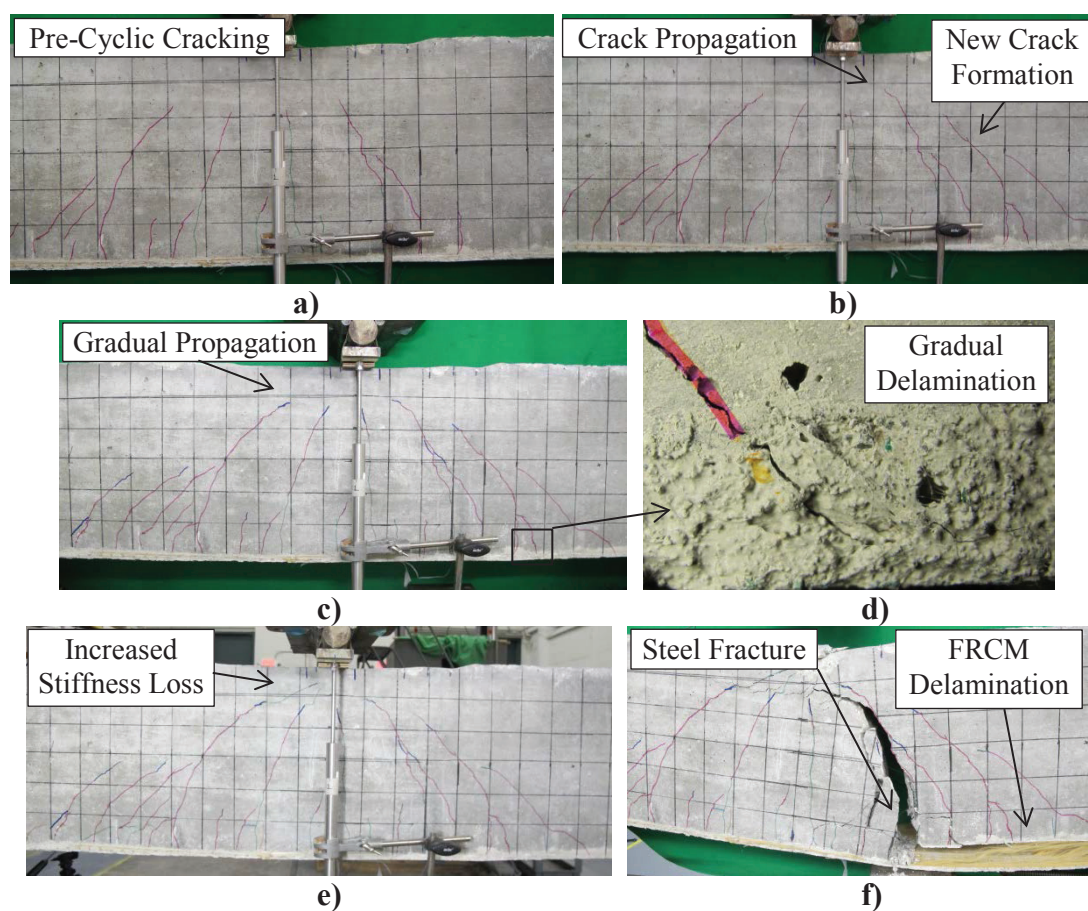 Pre-Cyclic Cracking
Crack Propagation
New Crack
Formation
a)
b)
Gradual Propagation
Gradual
Delamination
c)
d)
Increased
Stiffness Loss
Steel Fracture
FRCM
Delamination
e)
f)